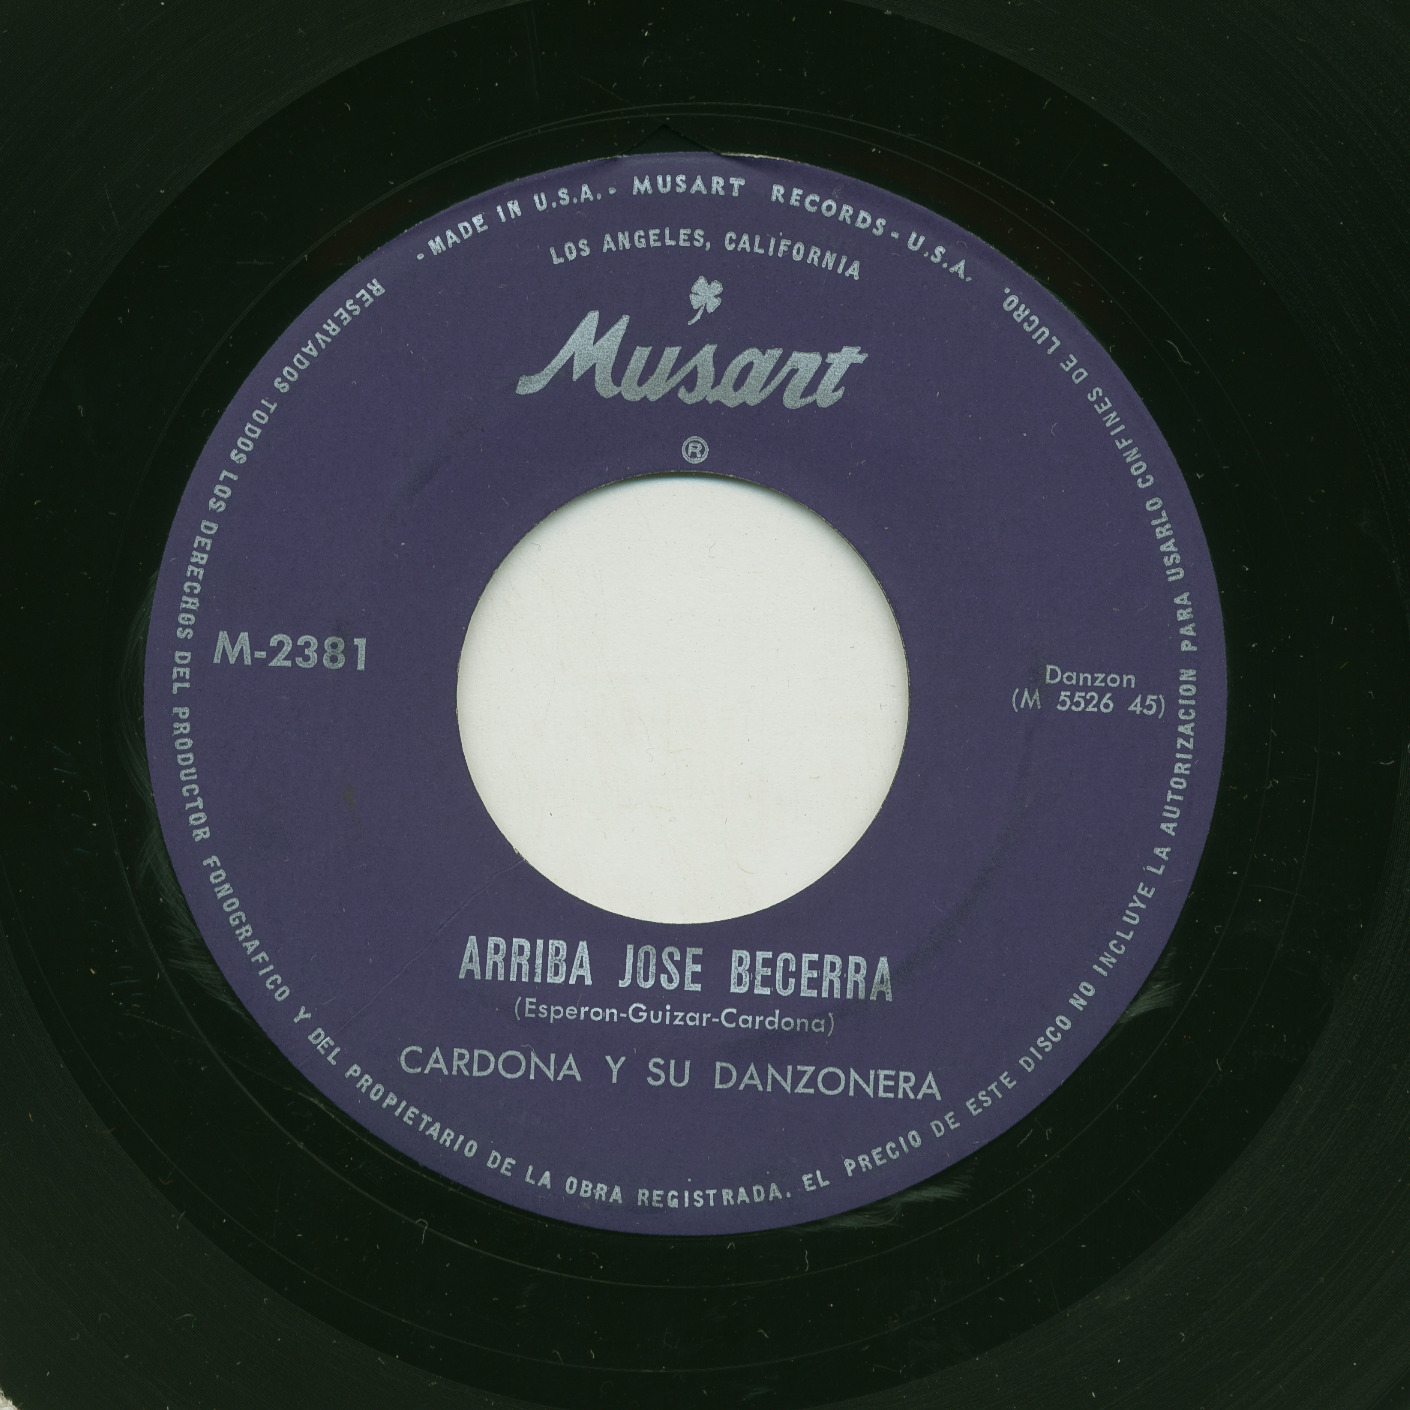 - MADE IN U.S.A. - MUSART RECORDS - U.S.A.
LOS ANGELES, CALIFORNIA
Musart
®
M-2381
Danzon
(M 5526 45)
ARRIBA JOSE BECERRA
(Esperon-Guizar-Cardona)
CARDONA Y SU DANZONERA
RESERVADOS TODOS LOS DERECHOS DEL PRODUCTOR FONOGRAFICO Y DEL PROPIETARIO DE LA OBRA REGISTRADA. EL PRECIO DE ESTE DISCO NO INCLUYE LA AUTORIZACION PARA USARLO CONFINES DE LUCRO.